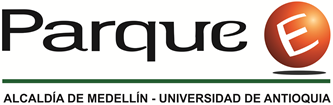 Parque E
ALCALDÍA DE MEDELLÍN - UNIVERSIDAD DE ANTIOQUIA